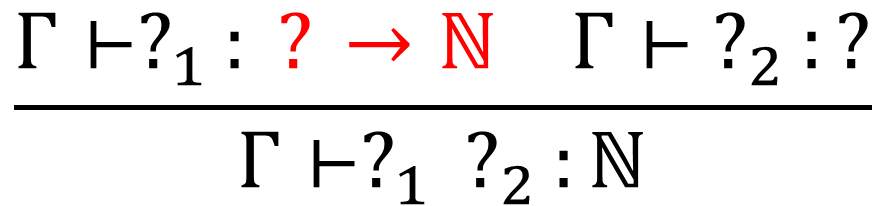 Γ ⊢?₁ : ? → ℕ Γ ⊢ ?₂ : ?
Γ ⊢?₁ ?₂ : ℕ